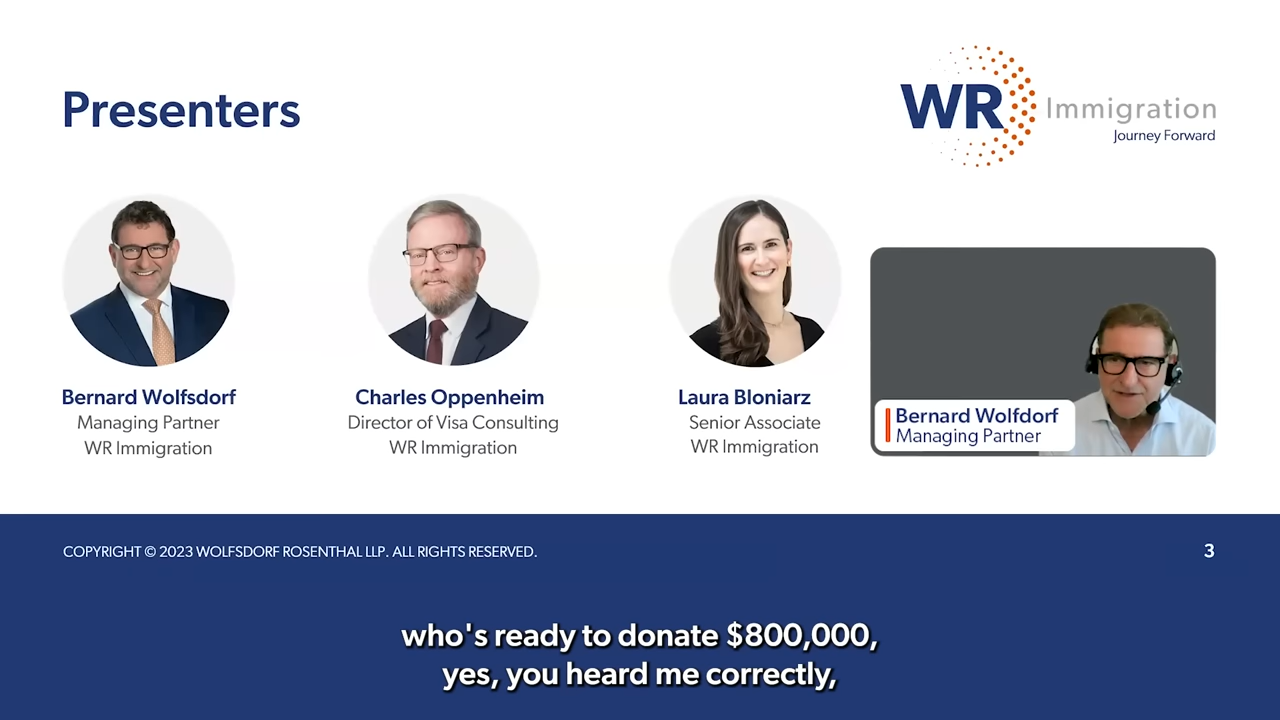 Presenters
WR Immigration
Journey Forward
Bernard Wolfsdorf
Managing Partner
WR Immigration
Charles Oppenheim
Director of Visa Consulting
WR Immigration
Laura Bloniarz
Senior Associate
WR Immigration
Bernard Wolfdorf
Managing Partner
COPYRIGHT © 2023 WOLFSDORF ROSENTHAL LLP. ALL RIGHTS RESERVED.
3
who's ready to donate $800,000,
yes, you heard me correctly,